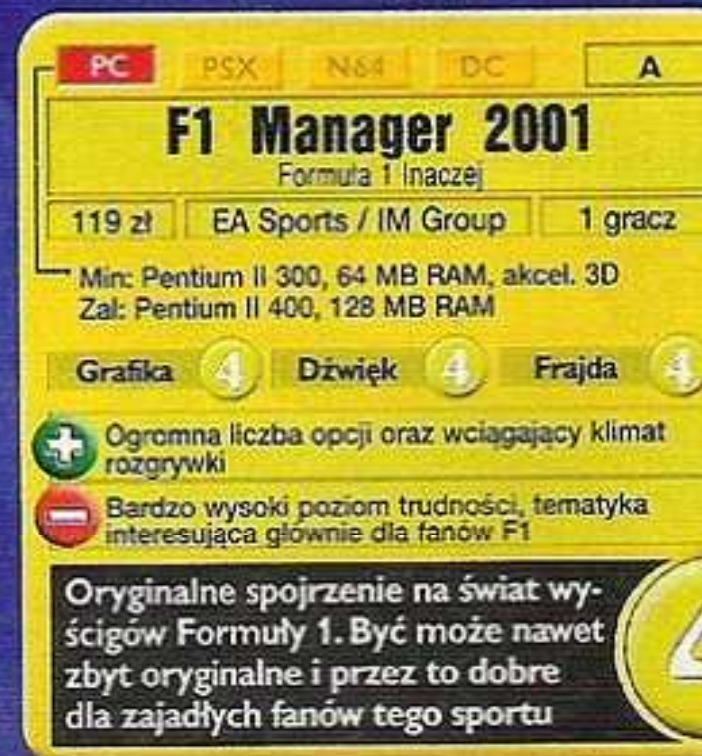 PC PSX N64 DC A
F1 Manager 2001
Formuła 1 Inaczej
119 zł EA Sports / IM Group 1 gracz
Min: Pentium II 300, 64 MB RAM, akcel. 3D
Zal: Pentium II 400, 128 MB RAM
Grafika 4 Dźwięk 4 Frajda 4
Ogromna liczba opcji oraz wciągający klimat
rozgrywki
Bardzo wysoki poziom trudności, tematyka
interesująca głównie dla fanów F1
Oryginalne spojrzenie na świat wy-
ścigów Formuły 1. Być może nawet
zbyt oryginalne i przez to dobre
dla zajadłych fanów tego sportu